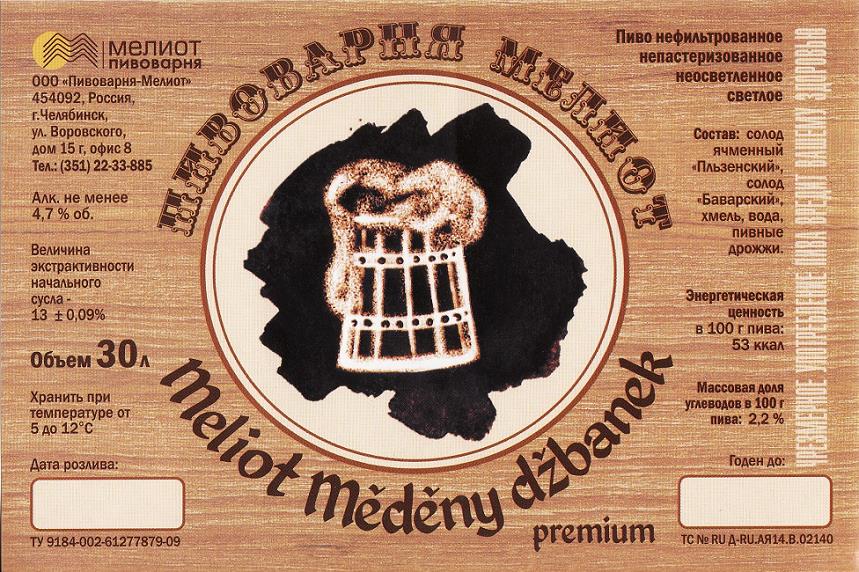 МЕЛИОТ
пивоварня
ООО «Пивоварня-Мелиот»
454092, Россия,
г.Челябинск,
ул. Воровского,
дом 15 г, офис 8
Тел.: (351) 22-33-885
Алк. не менее
4,7 % об.
Величина
экстрактивности
начального
сусла -
13 ± 0,09%
Объем 30 л
Хранить при
температуре от
5 до 12°С
Дата розлива:
ТУ 9184-002-61277879-09
ПИВОВАРНЯ МЕЛИОТ
Meliot Měděny džbanek
premium
Пиво нефильтрованное
непастеризованное
неосветленное
светлое
Состав: солод
ячменный
«Пльзенский»,
солод
«Баварский»,
хмель, вода,
пивные
дрожжи.
Энергетическая
ценность
в 100 г пива:
53 ккал
Массовая доля
углеводов в 100 г
пива: 2,2 %
Годен до:
ТС № RU Д-RU.АЯ14.В.02140
ЧРЕЗМЕРНОЕ УПОТРЕБЛЕНИЕ ПИВА ВРЕДИТ ВАШЕМУ ЗДОРОВЬЮ